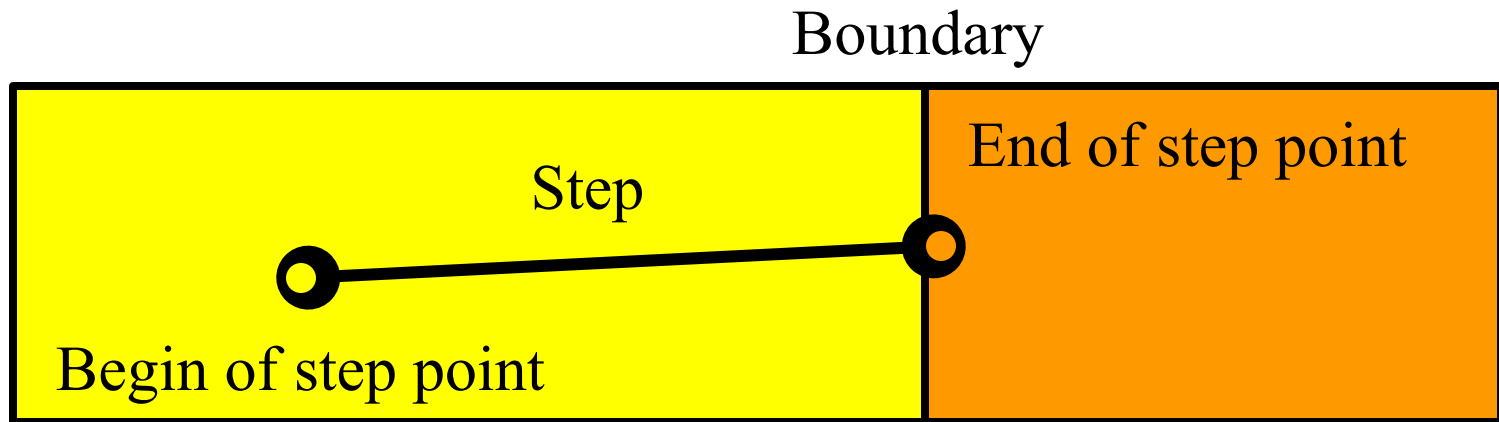 Boundary
End of step point
Step
Begin of step point